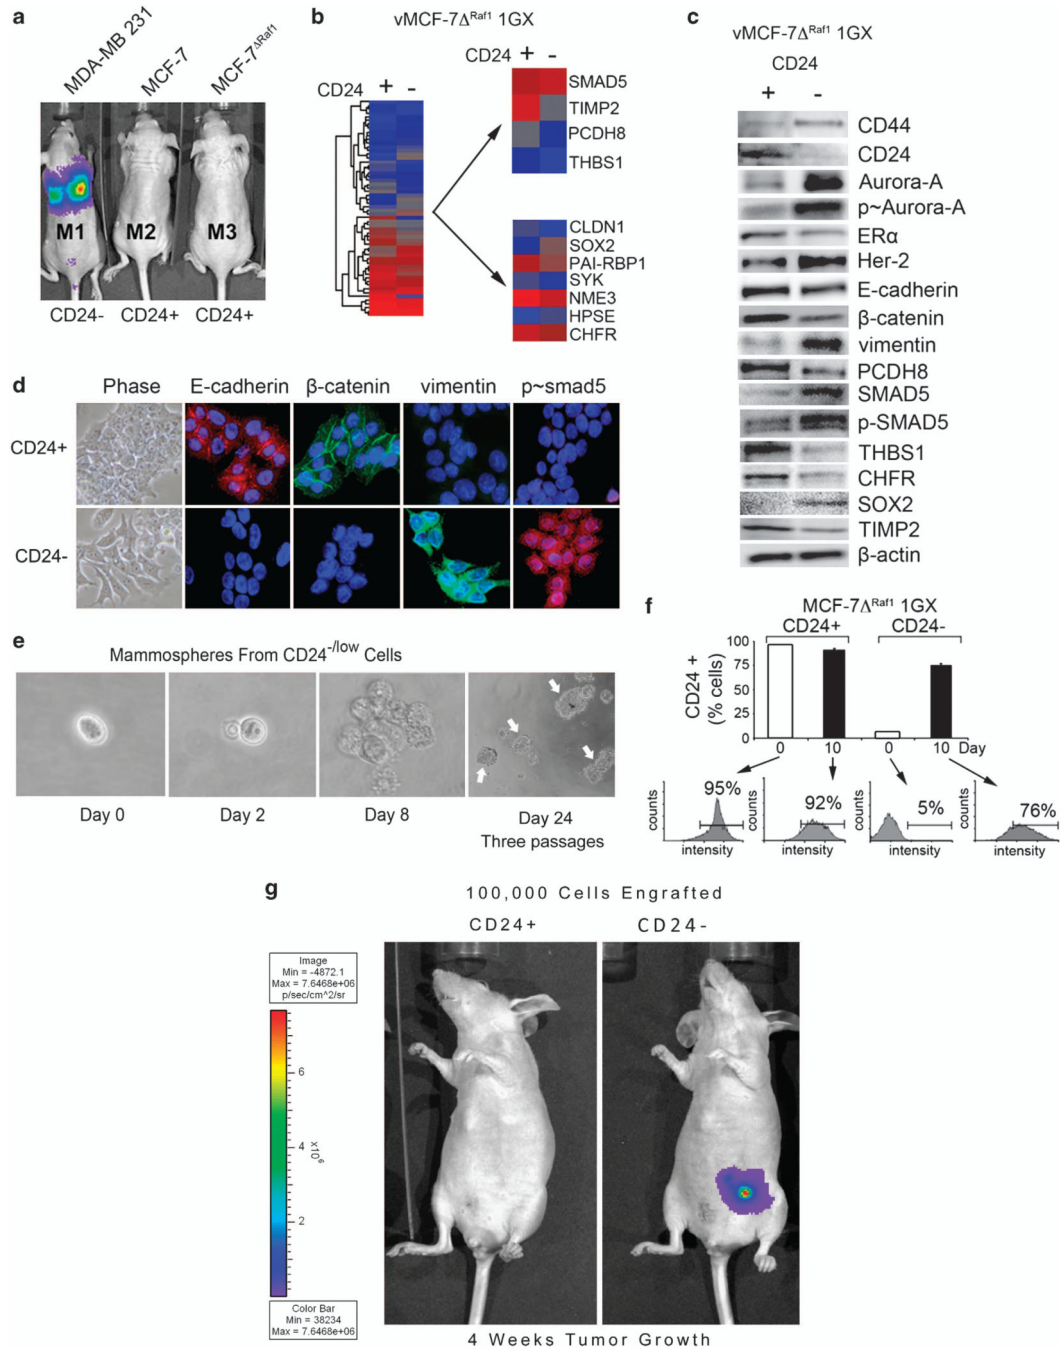 a
MDA-MB 231
MCF-7
MCF-7ΔRaf1
M1
M2
M3
CD24-
CD24+
CD24+
b
vMCF-7ΔRaf1 1GX
CD24 + -
CD24 + -
SMAD5
TIMP2
PCDH8
THBS1
CLDN1
SOX2
PAI-RBP1
SYK
NME3
HPSE
CHFR
c
vMCF-7ΔRaf1 1GX
CD24
+ -
CD44
CD24
Aurora-A
p~Aurora-A
ERα
Her-2
E-cadherin
β-catenin
vimentin
PCDH8
SMAD5
p-SMAD5
THBS1
CHFR
SOX2
TIMP2
β-actin
d
Phase E-cadherin β-catenin vimentin p~smad5
CD24+
CD24-
e
Mammospheres From CD24-/low Cells
Day 0
Day 2
Day 8
Day 24
Three passages
f
MCF-7ΔRaf1 1GX
CD24+ CD24-
CD24 +
(% cells)
100
75
50
25
0
0 10 0 10 Day
95% 92% 5% 76%
counts counts counts counts
intensity intensity intensity intensity
g
100,000 Cells Engrafted
CD24+ CD24-
Image
Min = -4872.1
Max = 7.6468e+06
p/sec/cm^2/sr
6
4
2
x10^6
Color Bar
Min = 38234
Max = 7.6468e+06
4 Weeks Tumor Growth